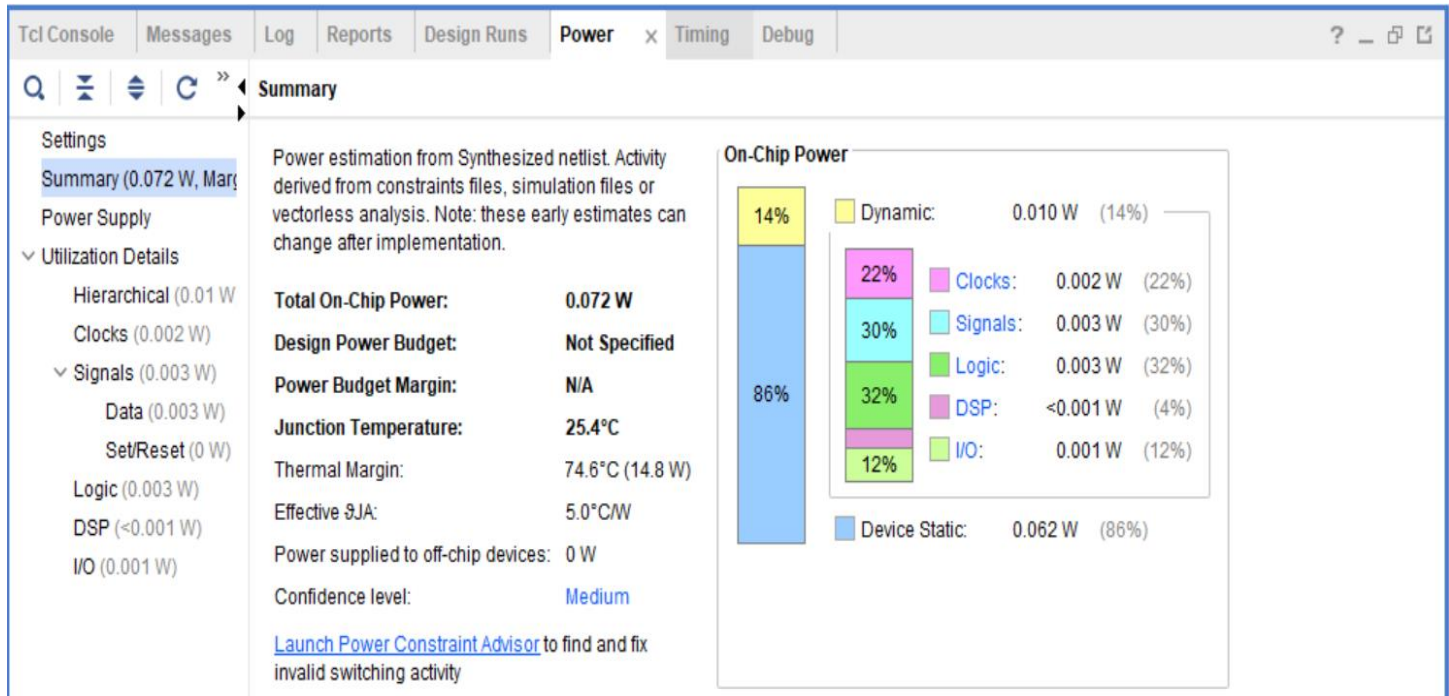 Tcl Console Messages Log Reports Design Runs Power × Timing Debug ? _
» Summary
Settings
Summary (0.072 W, Marg
Power Supply
Utilization Details
Hierarchical (0.01 W
Clocks (0.002 W)
Signals (0.003 W)
Data (0.003 W)
Set/Reset (0 W)
Logic (0.003 W)
DSP (<0.001 W)
I/O (0.001 W)
Power estimation from Synthesized netlist. Activity
derived from constraints files, simulation files or
vectorless analysis. Note: these early estimates can
change after implementation.
Total On-Chip Power: 0.072 W
Design Power Budget: Not Specified
Power Budget Margin: N/A
Junction Temperature: 25.4°C
Thermal Margin: 74.6°C (14.8 W)
Effective ϑJA: 5.0°C/W
Power supplied to off-chip devices: 0 W
Confidence level: Medium
Launch Power Constraint Advisor to find and fix
invalid switching activity
On-Chip Power
14%
86%
Dynamic: 0.010 W (14%)
22%
30%
32%
12%
Clocks: 0.002 W (22%)
Signals: 0.003 W (30%)
Logic: 0.003 W (32%)
DSP: <0.001 W (4%)
I/O: 0.001 W (12%)
Device Static: 0.062 W (86%)